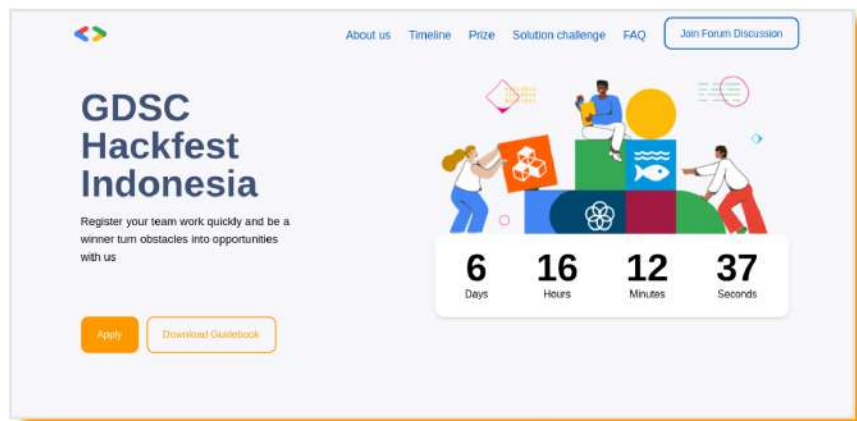 About us Timeline Prize Solution challenge FAQ Join Forum Discussion
GDSC
Hackfest
Indonesia
Register your team work quickly and be a
winner turn obstacles into opportunities
with us
6 16 12 37
Days Hours Minutes Seconds
Apply Download Guidebook